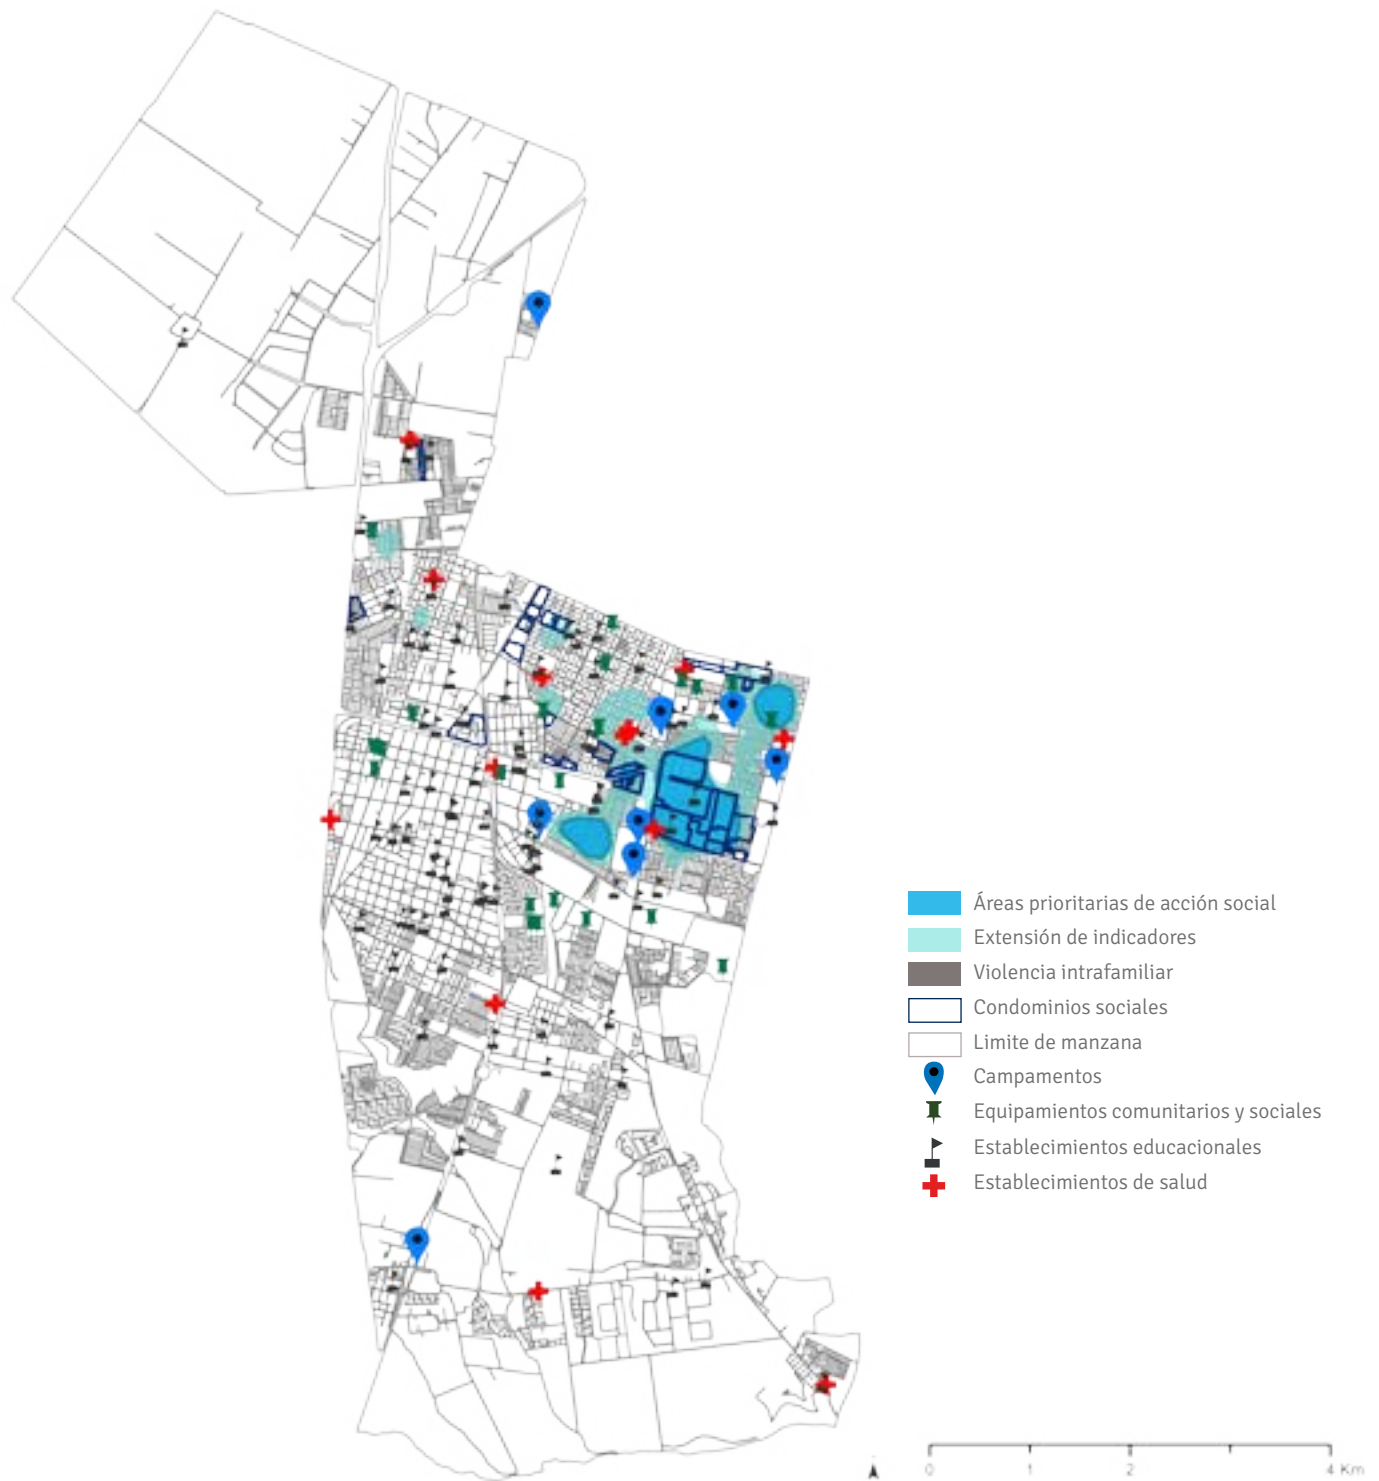 Áreas prioritarias de acción social
Extensión de indicadores
Violencia intrafamiliar
Condominios sociales
Limite de manzana
Campamentos
Equipamientos comunitarios y sociales
Establecimientos educacionales
Establecimientos de salud
0 1 2 4 Km